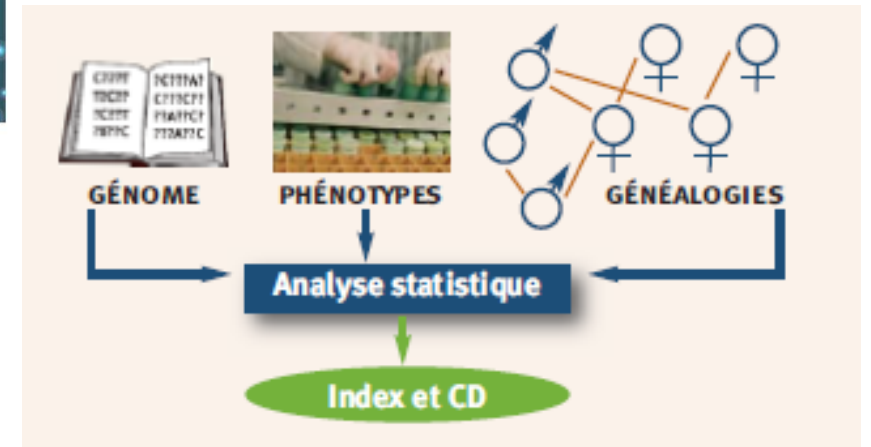 GÉNOME
PHÉNOTYPES
GÉNÉALOGIES
Analyse statistique
Index et CD